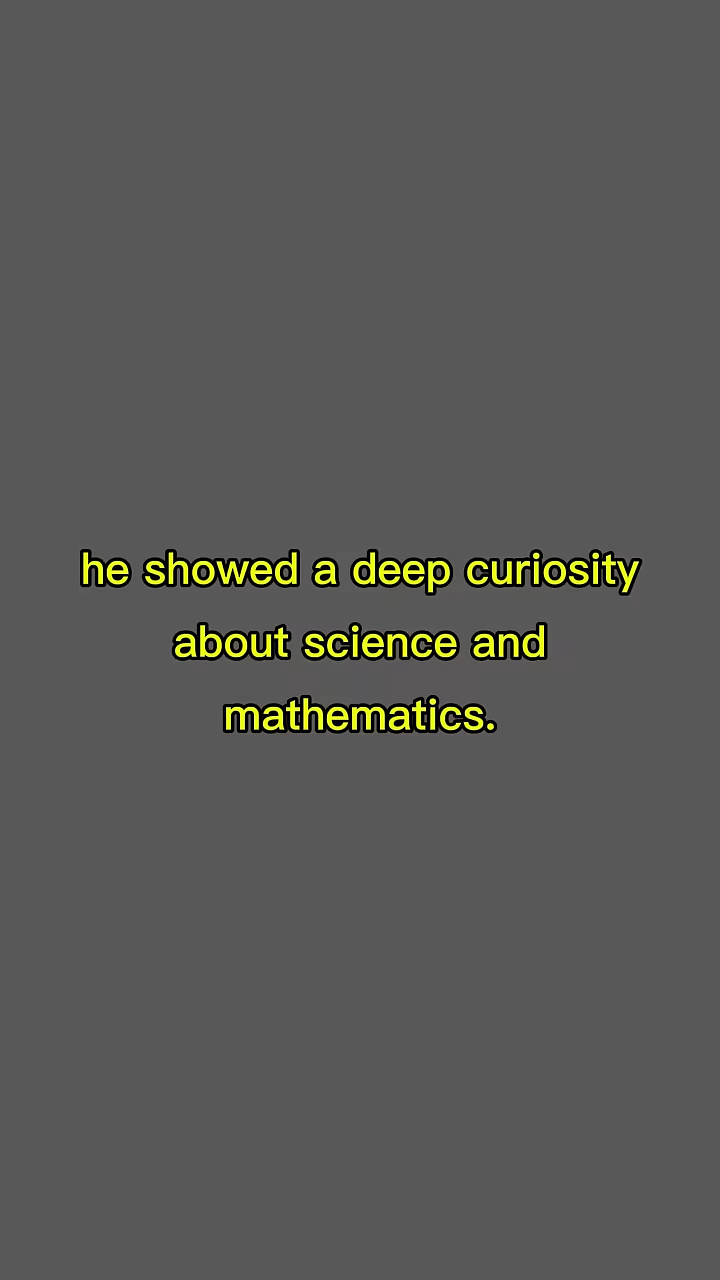 he showed a deep curiosity
about science and
mathematics.